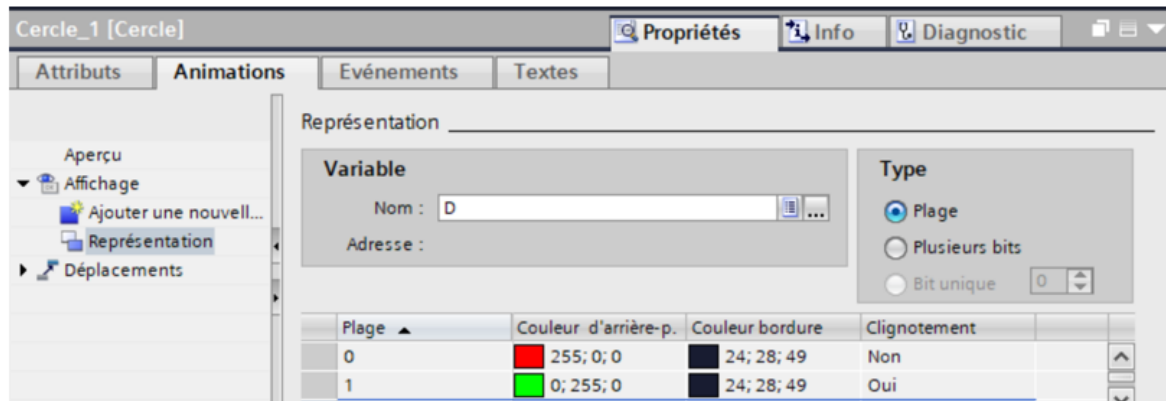 Cercle_1 [Cercle]
Propriétés
Info
Diagnostic
Attributs
Animations
Evénements
Textes
Aperçu
Affichage
Ajouter une nouvell...
Représentation
Déplacements
Représentation
Variable
Nom : D
...
Adresse :
Type
Plage
Plusieurs bits
Bit unique 0
Plage Couleur d'arrière-p. Couleur bordure Clignotement
0 255; 0; 0 24; 28; 49 Non
1 0; 255; 0 24; 28; 49 Oui